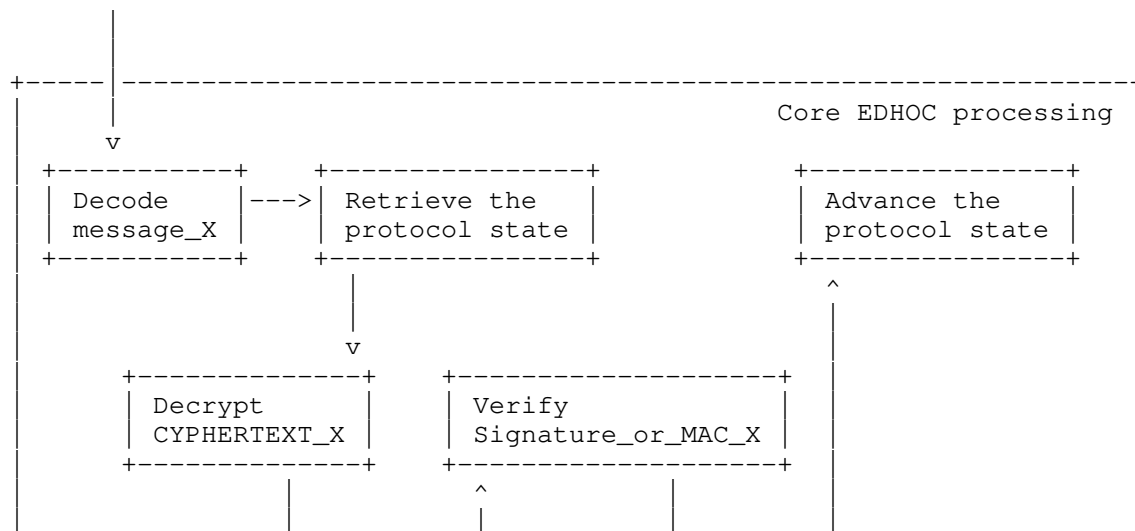 Core EDHOC processing
Decode
message_X
Retrieve the
protocol state
Advance the
protocol state
Decrypt
CYPHERTEXT_X
Verify
Signature_or_MAC_X